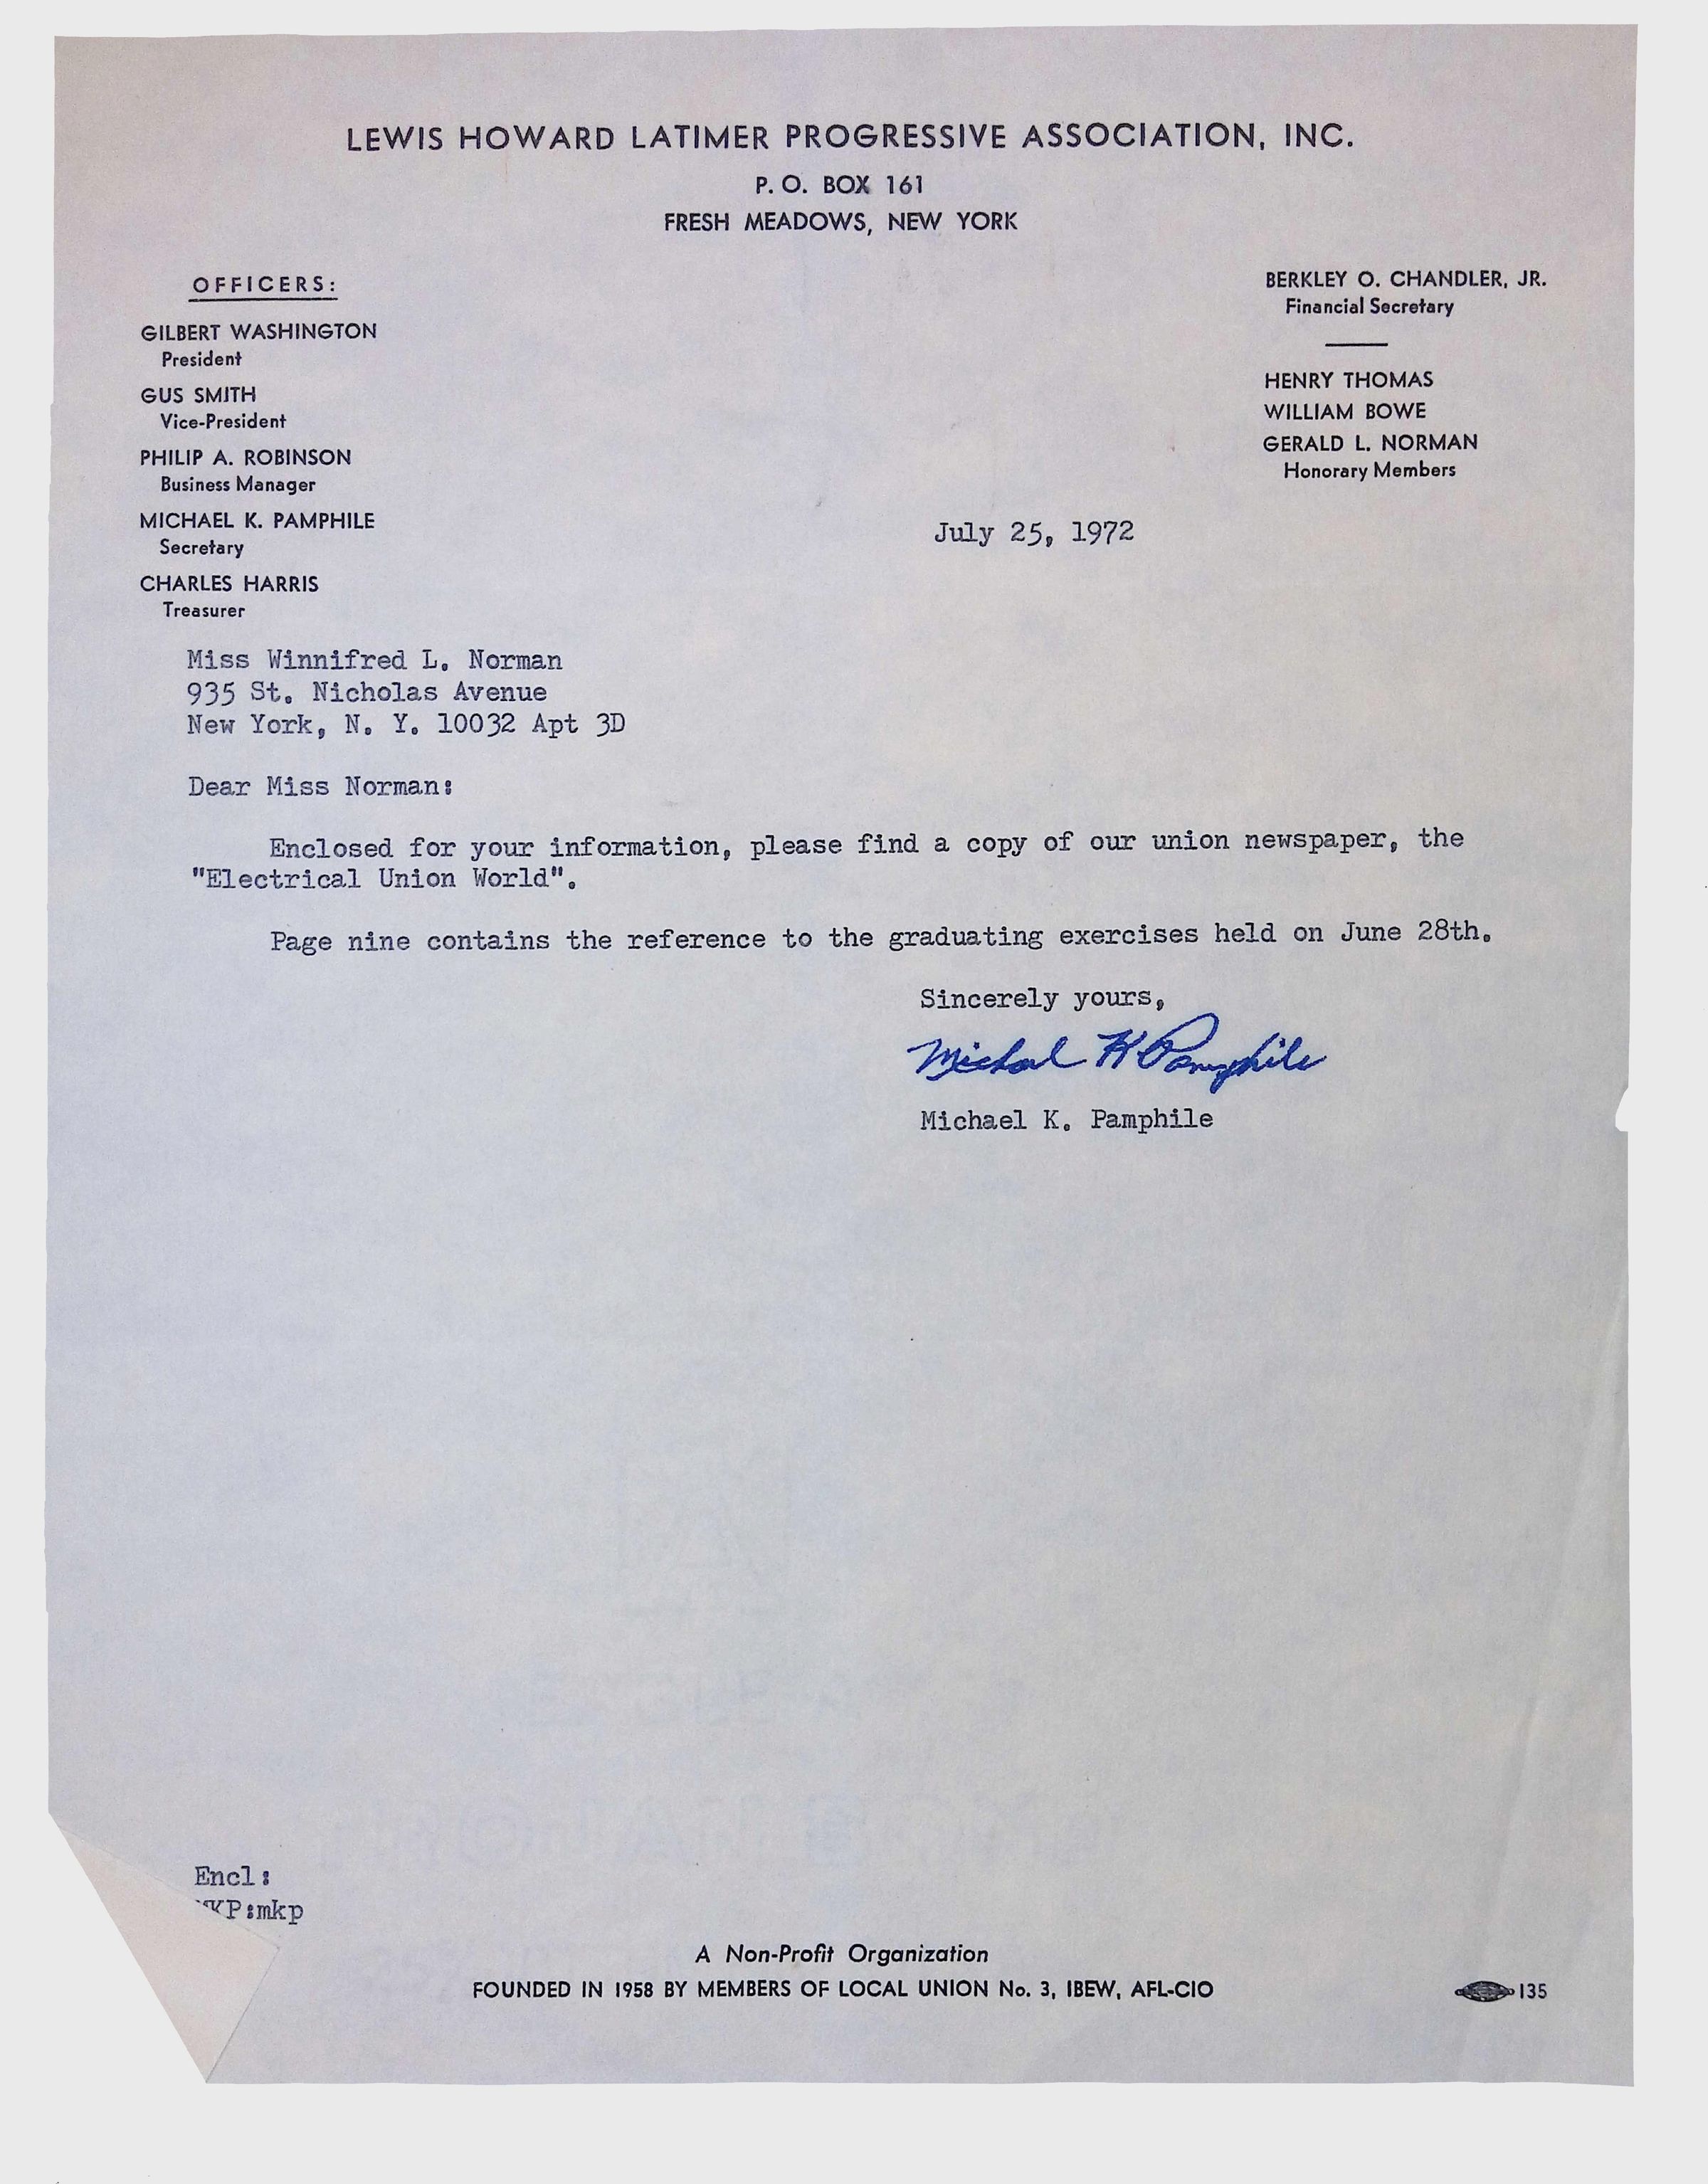 LEWIS HOWARD LATIMER PROGRESSIVE ASSOCIATION, INC.
P. O. BOX 161
FRESH MEADOWS, NEW YORK
OFFICERS:
GILBERT WASHINGTON
President
GUS SMITH
Vice-President
PHILIP A. ROBINSON
Business Manager
MICHAEL K. PAMPHILE
Secretary
CHARLES HARRIS
Treasurer
BERKLEY O. CHANDLER, JR.
Financial Secretary
HENRY THOMAS
WILLIAM BOWE
GERALD L. NORMAN
Honorary Members
July 25, 1972
Miss Winnifred L. Norman
935 St. Nicholas Avenue
New York, N. Y. 10032 Apt 3D
Dear Miss Norman:
Enclosed for your information, please find a copy of our union newspaper, the
"Electrical Union World".
Page nine contains the reference to the graduating exercises held on June 28th.
Sincerely yours,
Michael K Pamphile
Michael K. Pamphile
Encl:
KP:mkp
A Non-Profit Organization
FOUNDED IN 1958 BY MEMBERS OF LOCAL UNION No. 3, IBEW, AFL-CIO
135